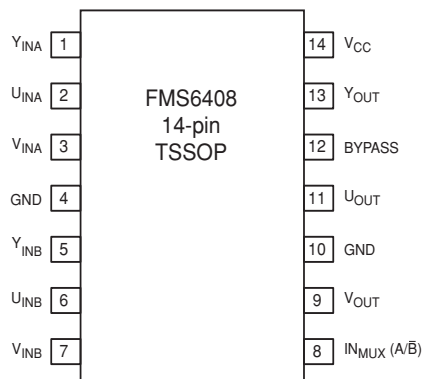 Y_INA 1
U_INA 2
V_INA 3
GND 4
Y_INB 5
U_INB 6
V_INB 7
FMS6408
14-pin
TSSOP
14 V_CC
13 Y_OUT
12 BYPASS
11 U_OUT
10 GND
9 V_OUT
8 IN_MUX (A/B̅)